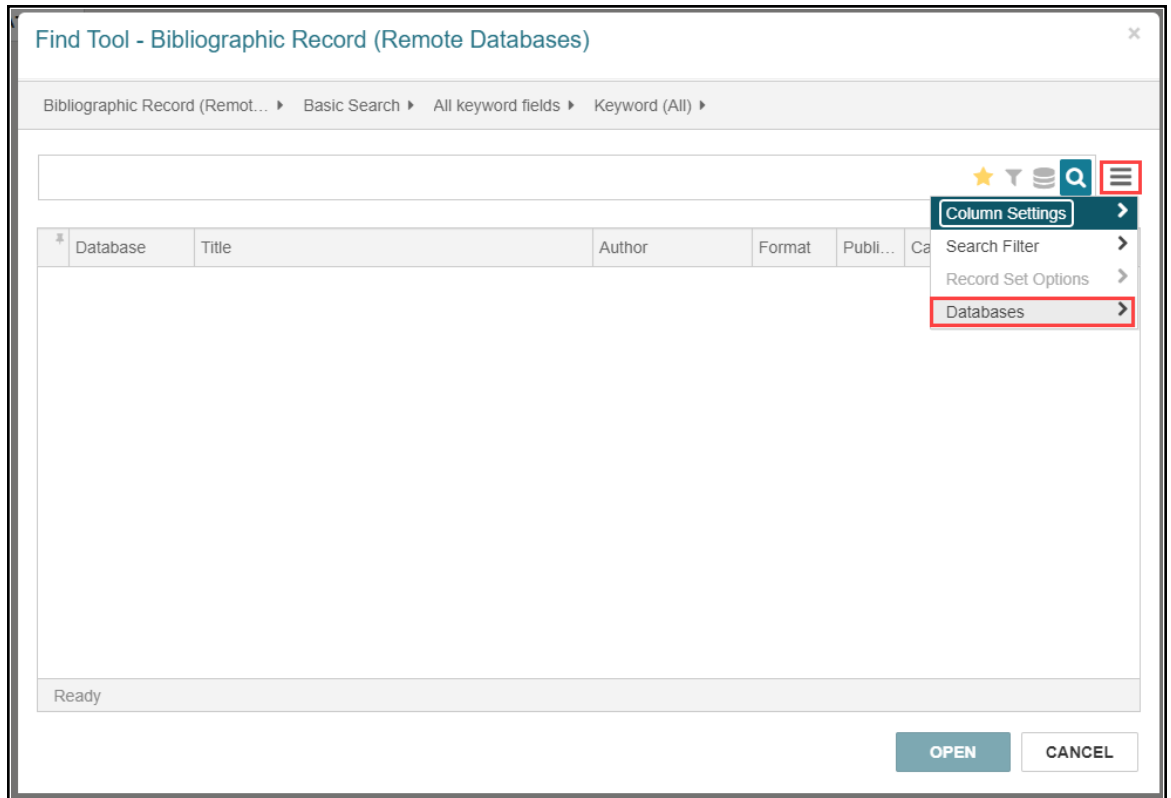 Find Tool - Bibliographic Record (Remote Databases)
Bibliographic Record (Remot... Basic Search All keyword fields Keyword (All)
Column Settings
Database Title Author Format Publi... Ca
Search Filter
Record Set Options
Databases
Ready
OPEN CANCEL